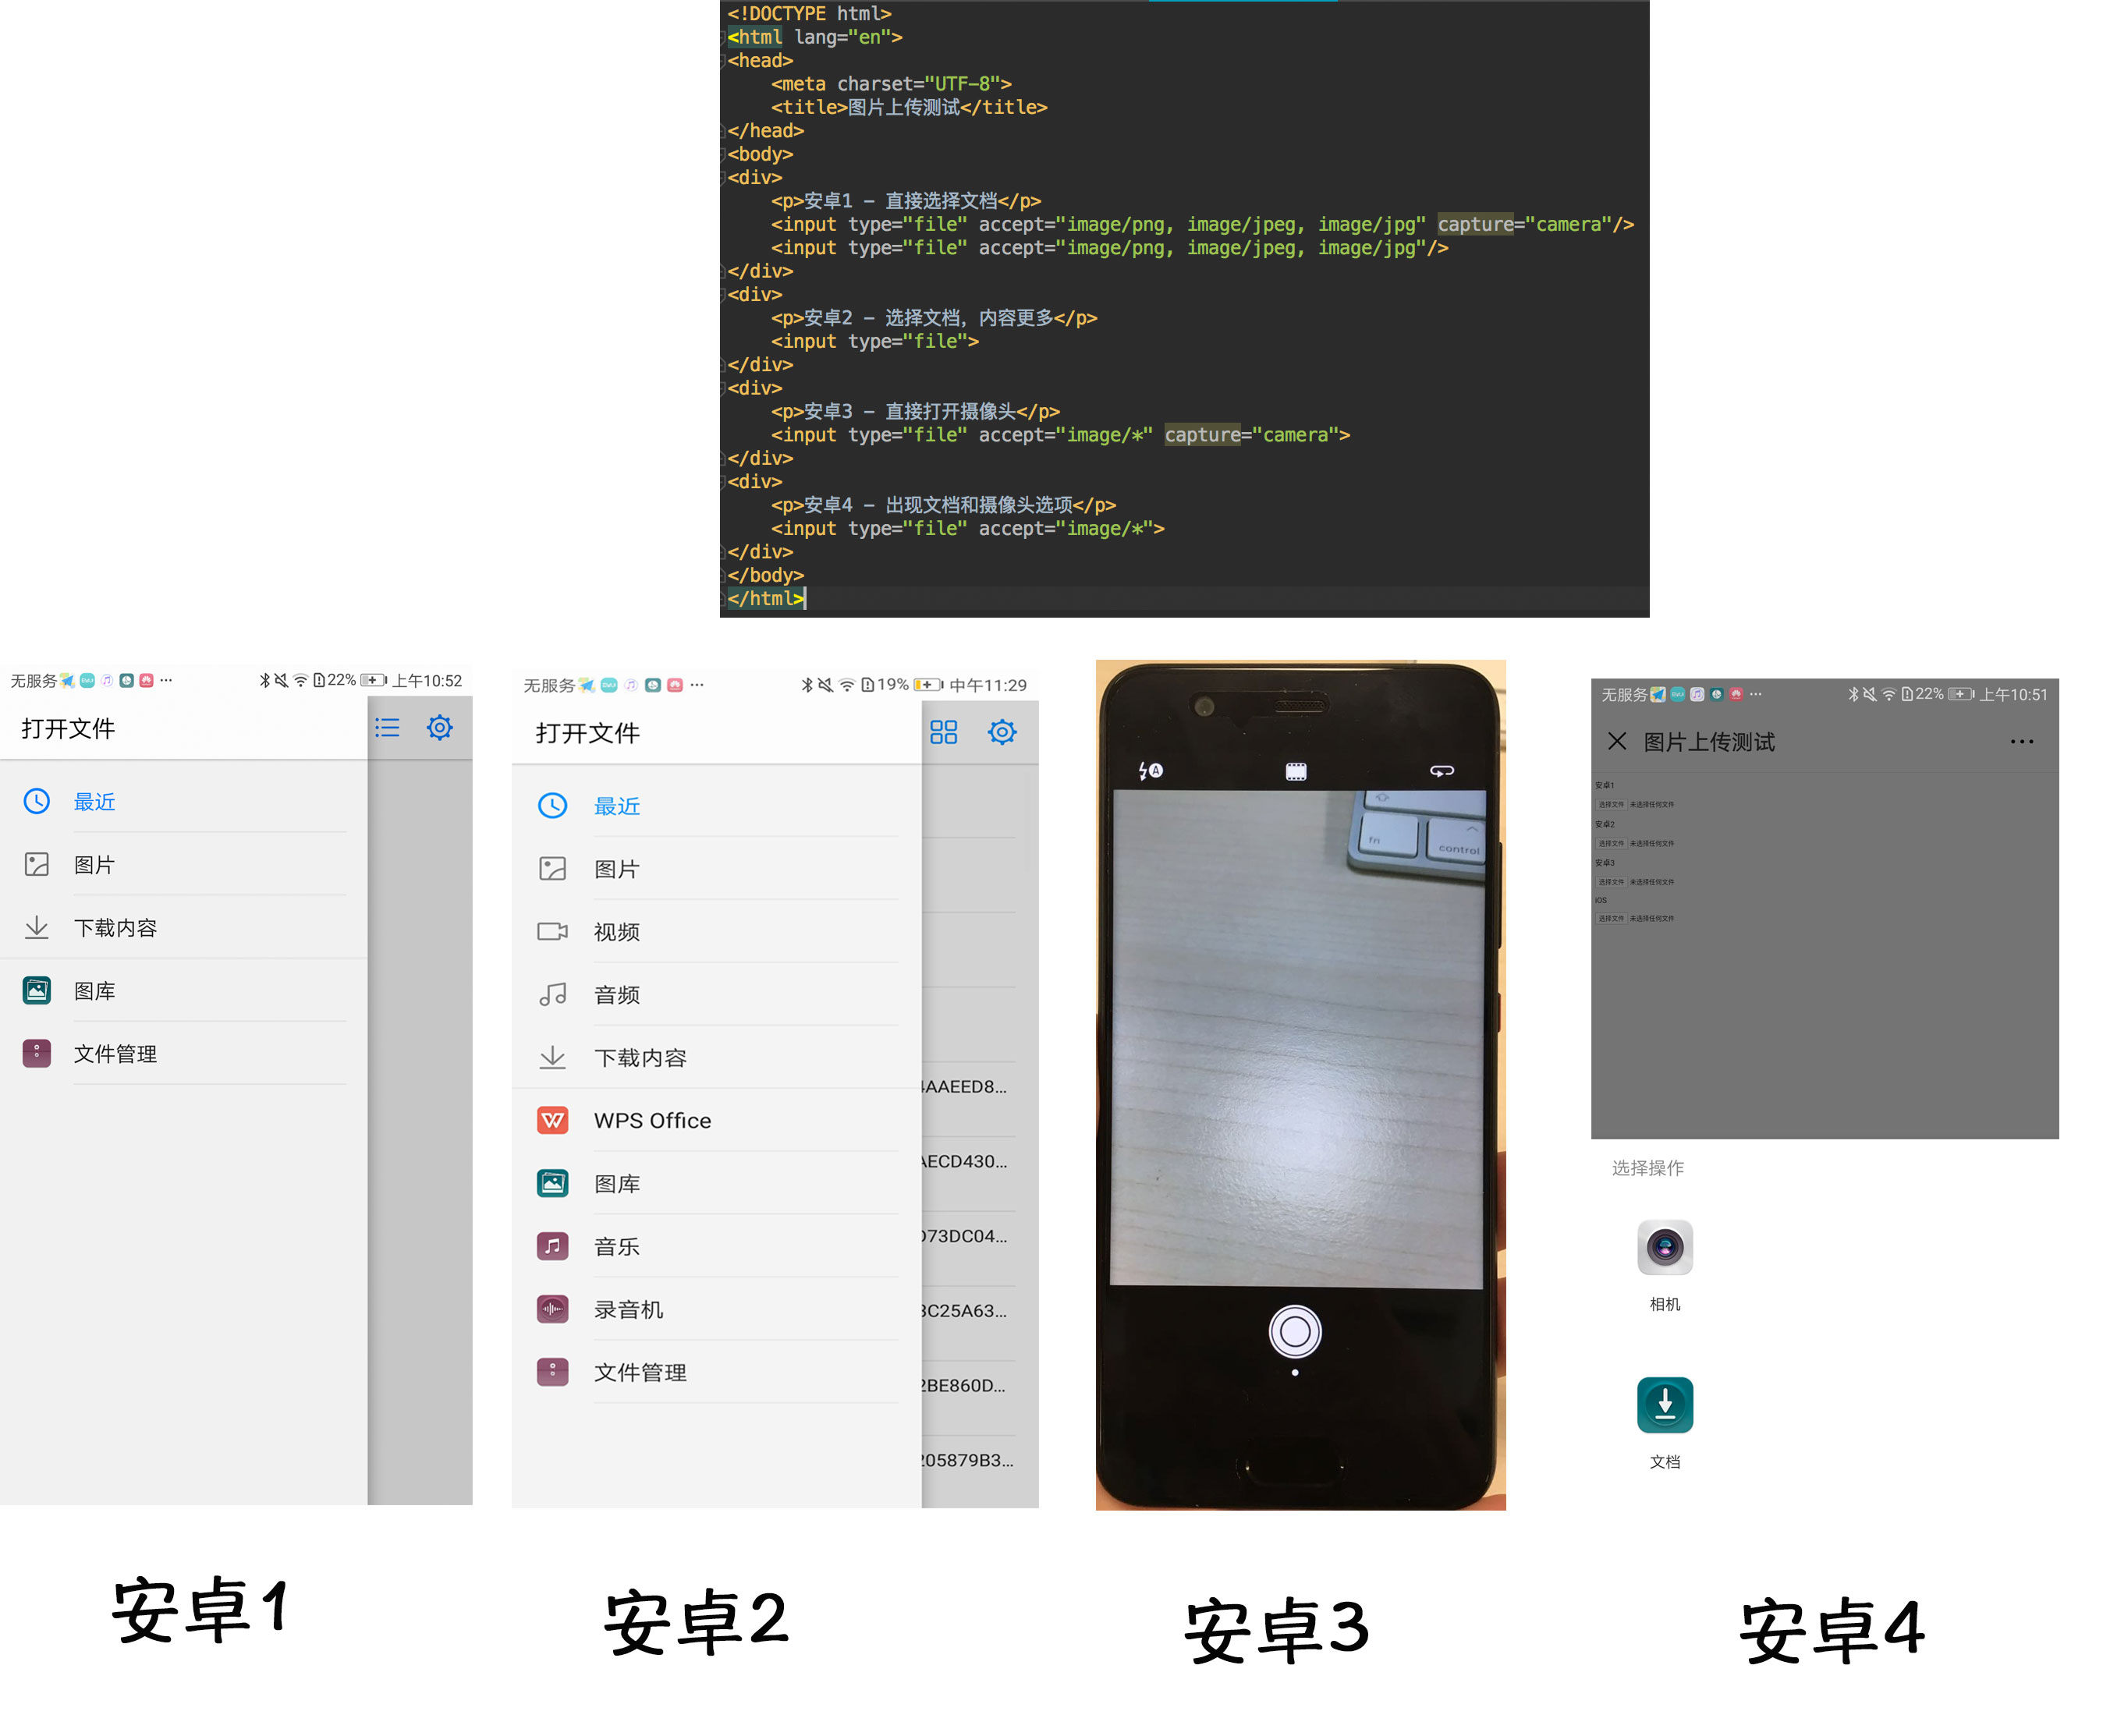 <!DOCTYPE html>
<html lang="en">
<head>
<meta charset="UTF-8">
<title>图片上传测试</title>
</head>
<body>
<div>
<p>安卓1 - 直接选择文档</p>
<input type="file" accept="image/png, image/jpeg, image/jpg" capture="camera"/>
<input type="file" accept="image/png, image/jpeg, image/jpg"/>
</div>
<div>
<p>安卓2 - 选择文档，内容更多</p>
<input type="file">
</div>
<div>
<p>安卓3 - 直接打开摄像头</p>
<input type="file" accept="image/*" capture="camera">
</div>
<div>
<p>安卓4 - 出现文档和摄像头选项</p>
<input type="file" accept="image/*">
</div>
</body>
</html>
无服务 ... 22% 上午10:52
打开文件
最近
图片
下载内容
图库
文件管理
无服务 ... 19% 中午11:29
打开文件
最近
图片
视频
音频
下载内容
WPS Office
图库
音乐
录音机
文件管理
AAEED8...
ECD430...
73DC04...
C25A63...
BE860D...
05879B3...
A
fn
control
无服务 ... 22% 上午10:51
图片上传测试
安卓1
选择文件 未选择任何文件
安卓2
选择文件 未选择任何文件
安卓3
选择文件 未选择任何文件
iOS
选择文件 未选择任何文件
选择操作
相机
文档
安卓1
安卓2
安卓3
安卓4